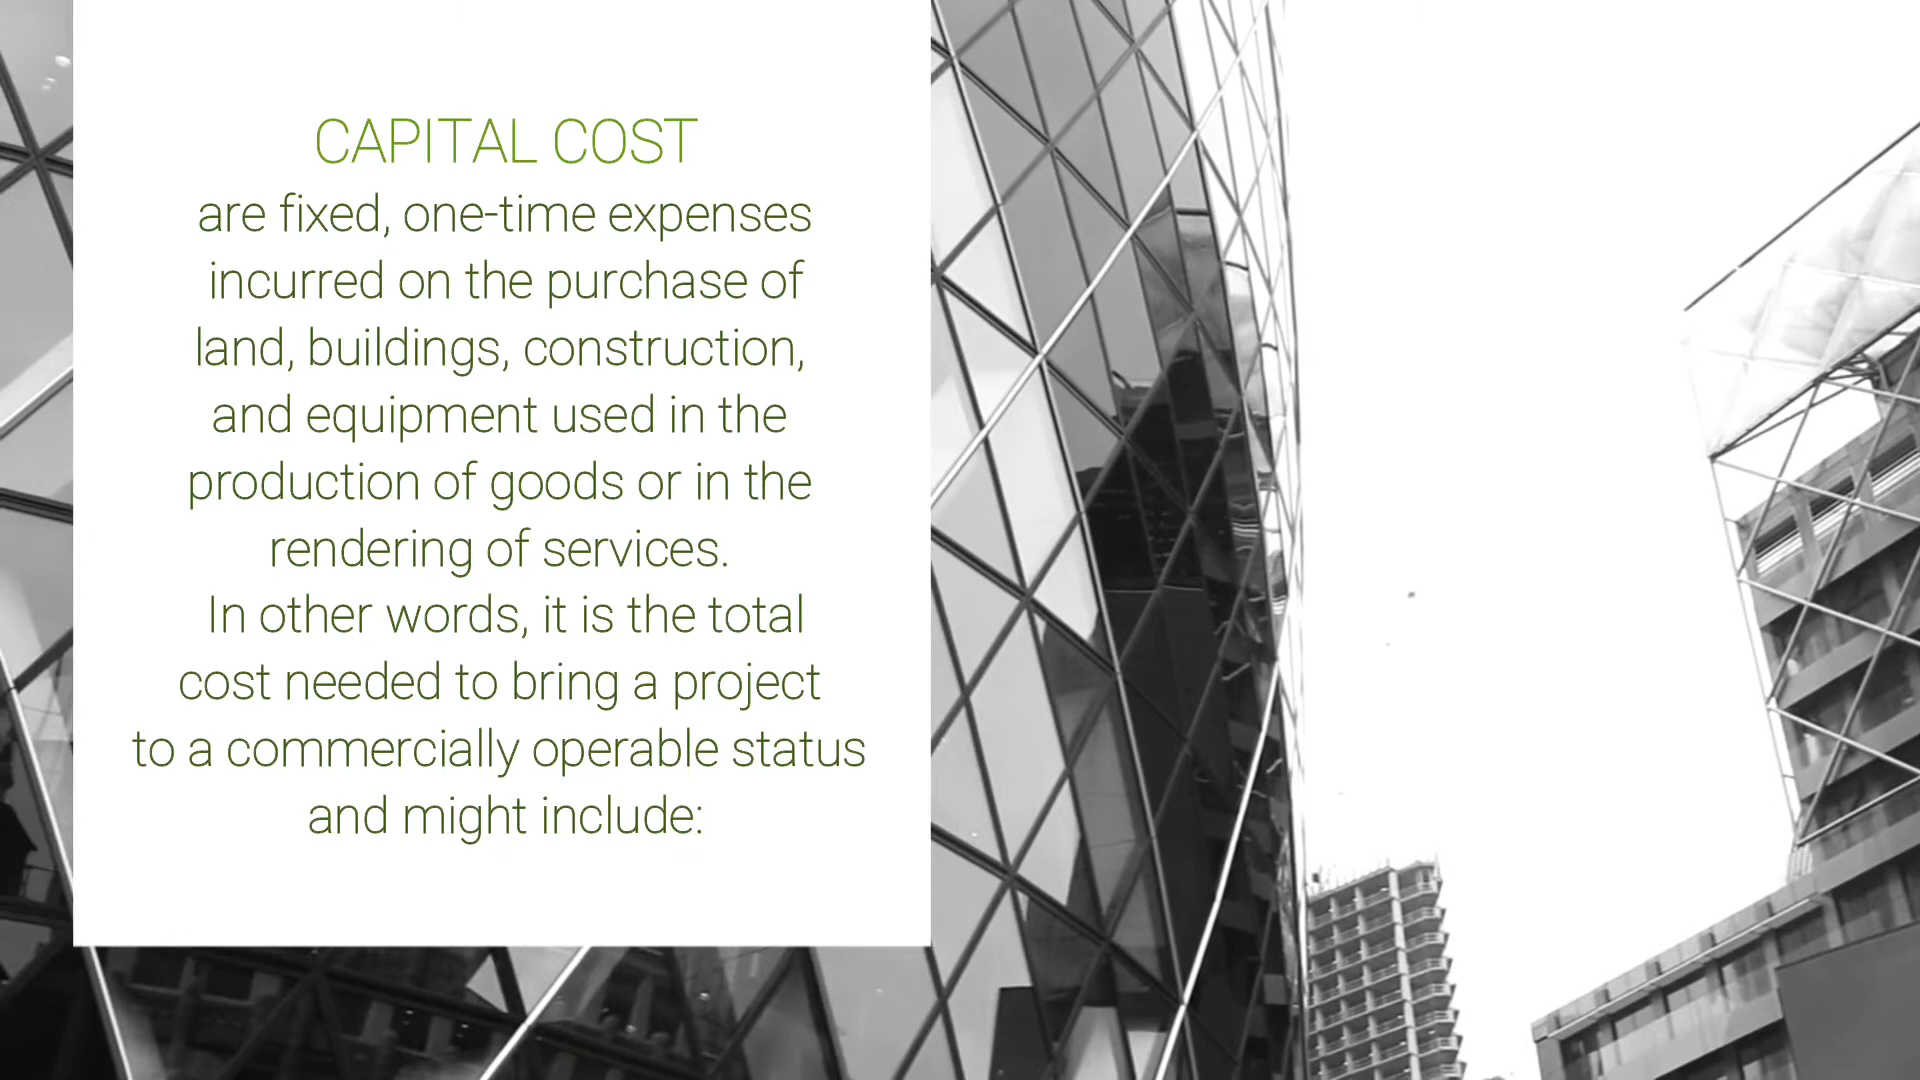 CAPITAL COST
are fixed, one-time expenses
incurred on the purchase of
land, buildings, construction,
and equipment used in the
production of goods or in the
rendering of services.
In other words, it is the total
cost needed to bring a project
to a commercially operable status
and might include: